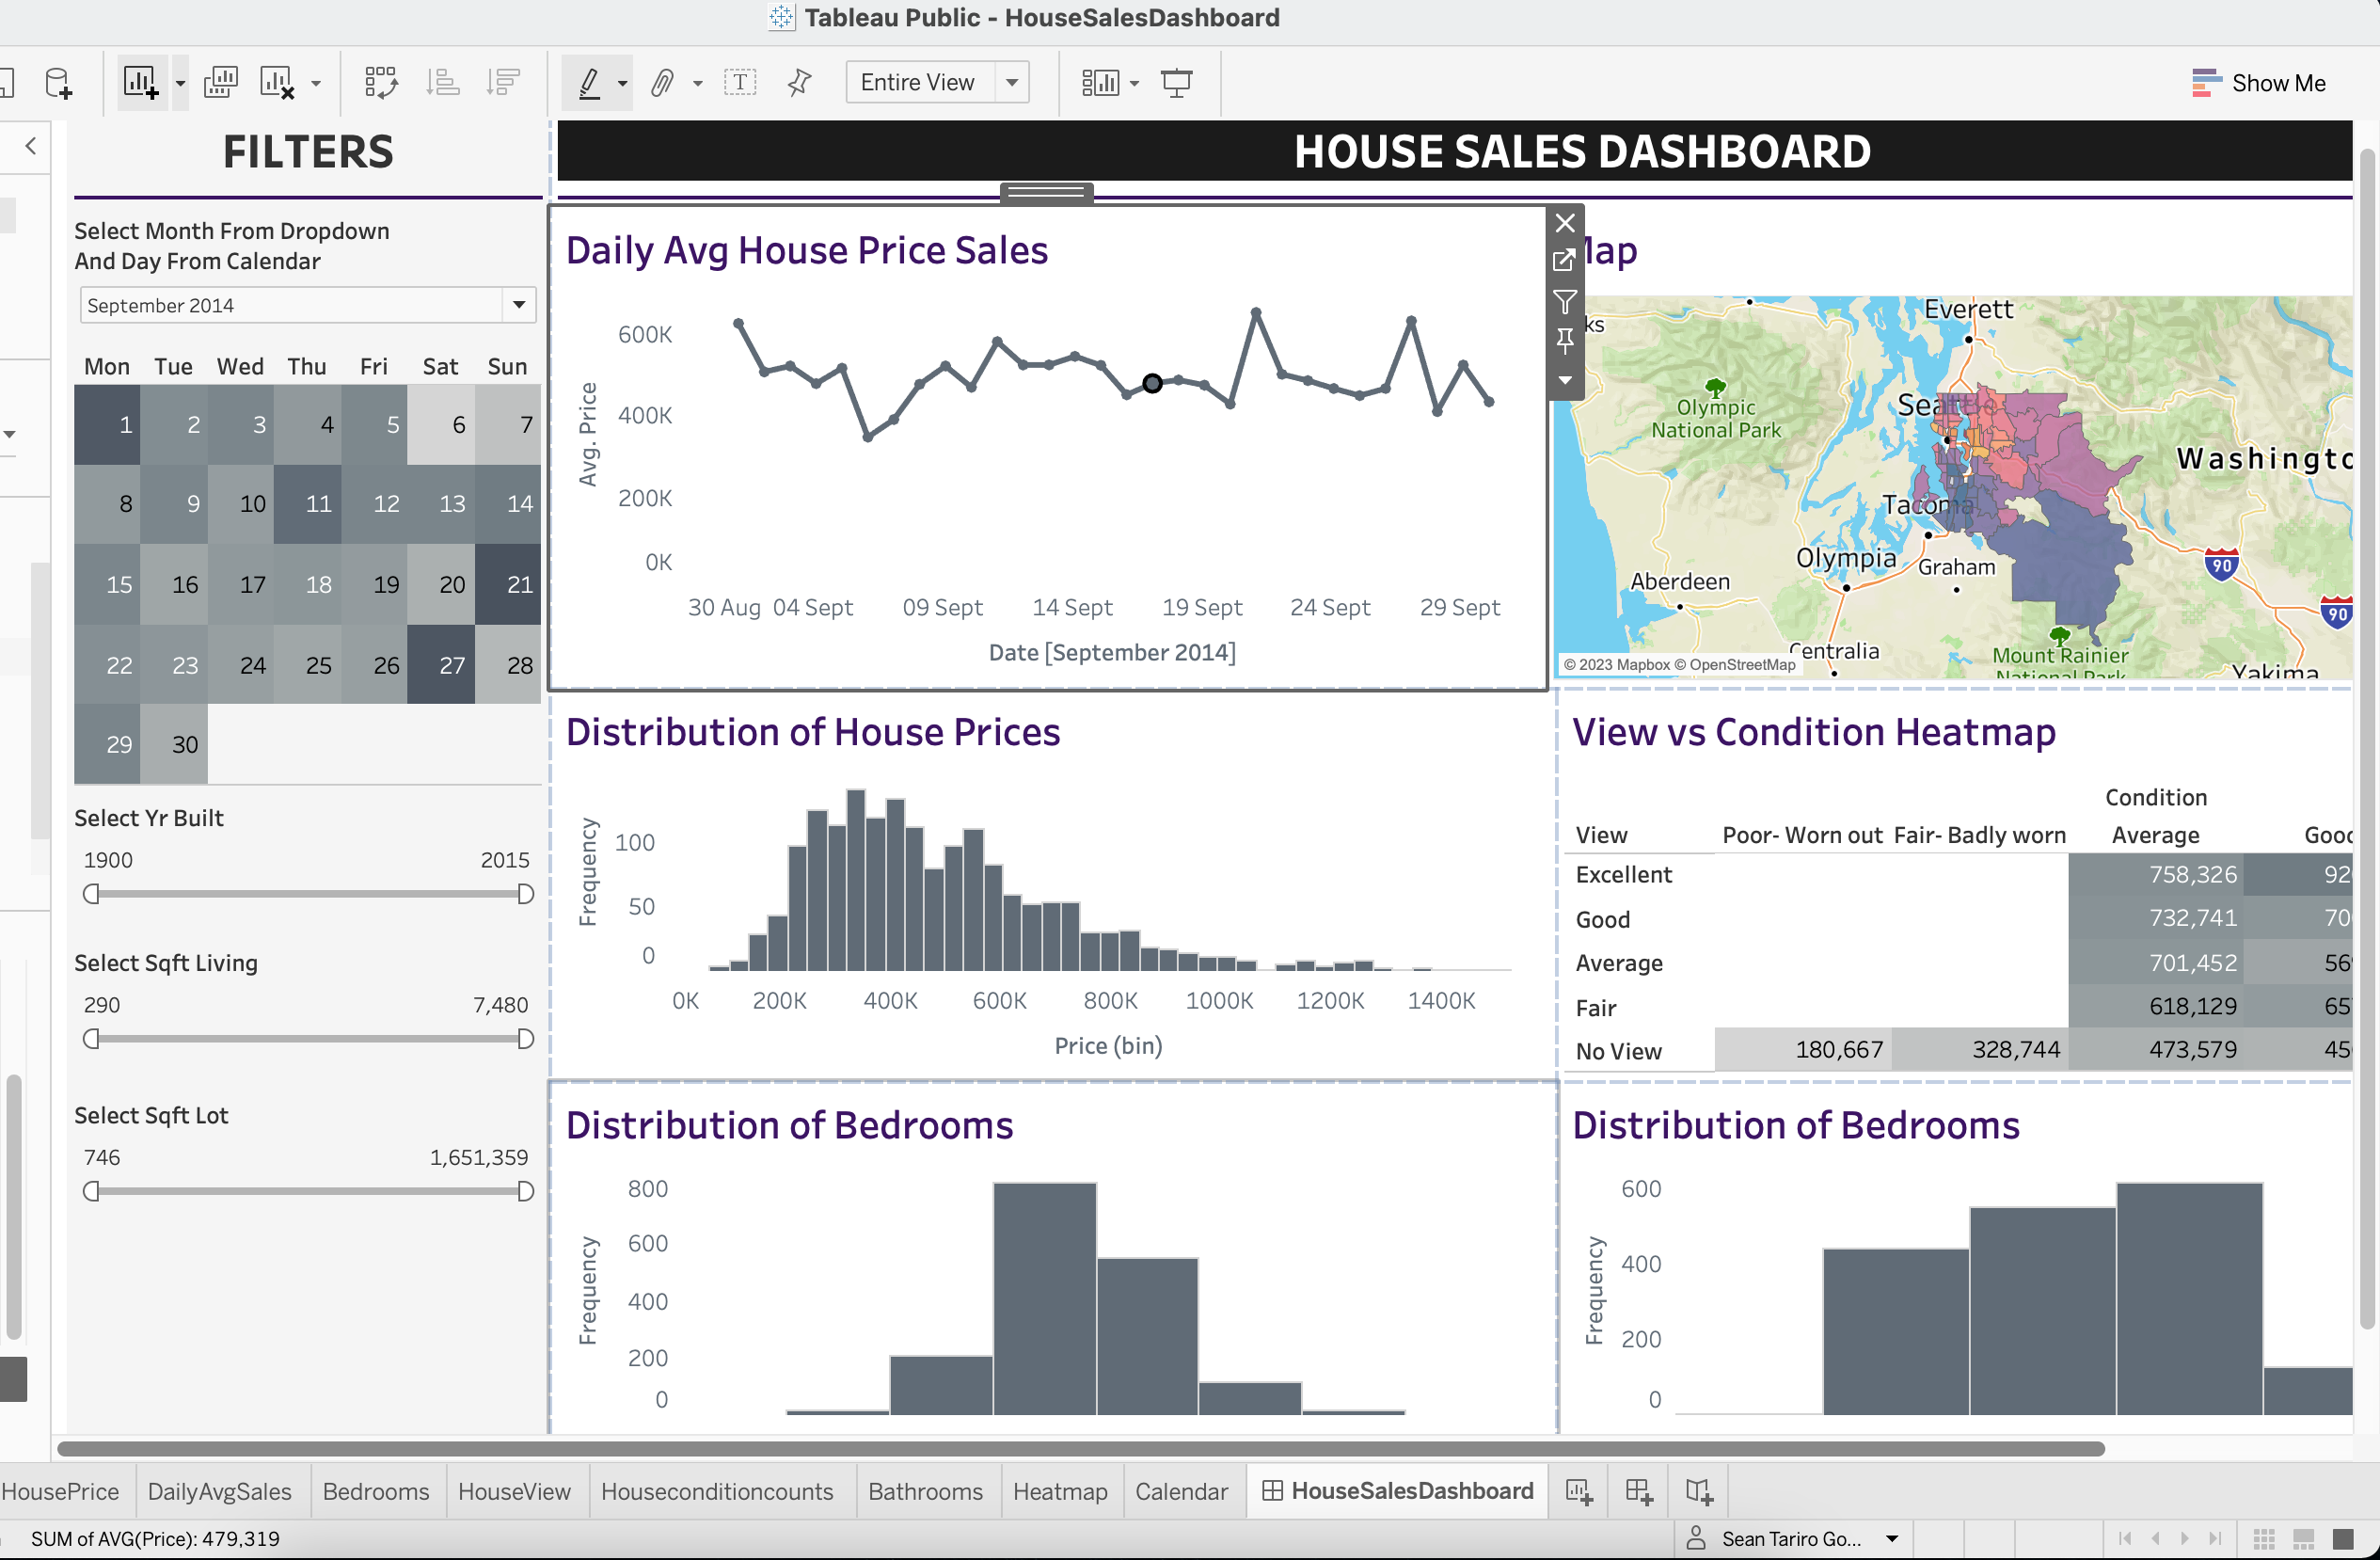 Tableau Public - HouseSalesDashboard
Entire View
Show Me
FILTERS
HOUSE SALES DASHBOARD
Select Month From Dropdown
And Day From Calendar
September 2014
Mon Tue Wed Thu Fri Sat Sun
1 2 3 4 5 6 7
8 9 10 11 12 13 14
15 16 17 18 19 20 21
22 23 24 25 26 27 28
29 30
Select Yr Built
1900 2015
Select Sqft Living
290 7,480
Select Sqft Lot
746 1,651,359
Daily Avg House Price Sales
Avg. Price
600K
400K
200K
0K
30 Aug 04 Sept 09 Sept 14 Sept 19 Sept 24 Sept 29 Sept
Date [September 2014]
ap
ks
Everett
Olympic
National Park
Seattle
Washingto
Tacoma
Olympia
Graham
Aberdeen
90
90
Centralia
Mount Rainier
National Park
Yakima
© 2023 Mapbox © OpenStreetMap
Distribution of House Prices
Frequency
100
50
0
0K 200K 400K 600K 800K 1000K 1200K 1400K
Price (bin)
View vs Condition Heatmap
Condition
View Poor- Worn out Fair- Badly worn Average Good
Excellent 758,326 92
Good 732,741 70
Average 701,452 56
Fair 618,129 65
No View 180,667 328,744 473,579 45
Distribution of Bedrooms
Frequency
800
600
400
200
0
Distribution of Bedrooms
Frequency
600
400
200
0
HousePrice DailyAvgSales Bedrooms HouseView Houseconditioncounts Bathrooms Heatmap Calendar HouseSalesDashboard
SUM of AVG(Price): 479,319
Sean Tariro Go...